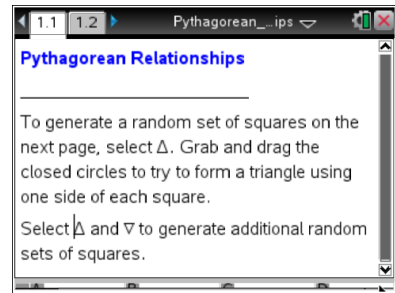 1.1 1.2 Pythagorean_...ips
Pythagorean Relationships
To generate a random set of squares on the
next page, select Δ. Grab and drag the
closed circles to try to form a triangle using
one side of each square.
Select Δ and ∇ to generate additional random
sets of squares.